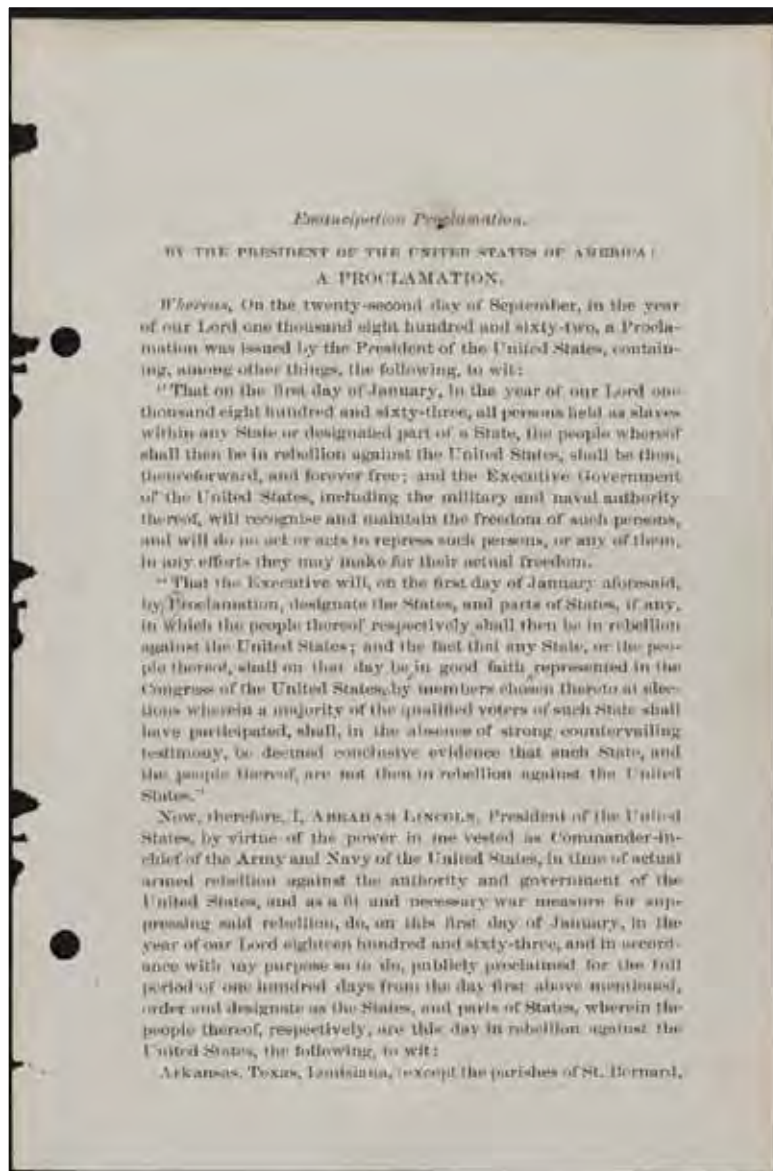 Emancipation Proclamation.
BY THE PRESIDENT OF THE UNITED STATES OF AMERICA:
A PROCLAMATION.
Whereas, On the twenty-second day of September, in the year
of our Lord one thousand eight hundred and sixty-two, a Procla-
mation was issued by the President of the United States, contain-
ing, among other things, the following, to wit:
"That on the first day of January, in the year of our Lord one
thousand eight hundred and sixty-three, all persons held as slaves
within any State or designated part of a State, the people whereof
shall then be in rebellion against the United States, shall be then,
thenceforward, and forever free; and the Executive Government
of the United States, including the military and naval authority
thereof, will recognise and maintain the freedom of such persons,
and will do no act or acts to repress such persons, or any of them,
in any efforts they may make for their actual freedom.
"That the Executive will, on the first day of January aforesaid,
by Proclamation, designate the States, and parts of States, if any,
in which the people thereof respectively shall then be in rebellion
against the United States; and the fact that any State, or the peo-
ple thereof, shall on that day be in good faith represented in the
Congress of the United States, by members chosen thereto at elec-
tions wherein a majority of the qualified voters of such State shall
have participated, shall, in the absence of strong countervailing
testimony, be deemed conclusive evidence that such State, and
the people thereof, are not then in rebellion against the United
States."
Now, therefore, I, ABRAHAM LINCOLN, President of the United
States, by virtue of the power in me vested as Commander-in-
chief of the Army and Navy of the United States, in time of actual
armed rebellion against the authority and government of the
United States, and as a fit and necessary war measure for sup-
pressing said rebellion, do, on this first day of January, in the
year of our Lord eighteen hundred and sixty-three, and in accord-
ance with my purpose so to do, publicly proclaimed for the full
period of one hundred days from the day first above mentioned,
order and designate as the States, and parts of States, wherein the
people thereof, respectively, are this day in rebellion against the
United States, the following, to wit:
Arkansas, Texas, Louisiana, (except the parishes of St. Bernard,